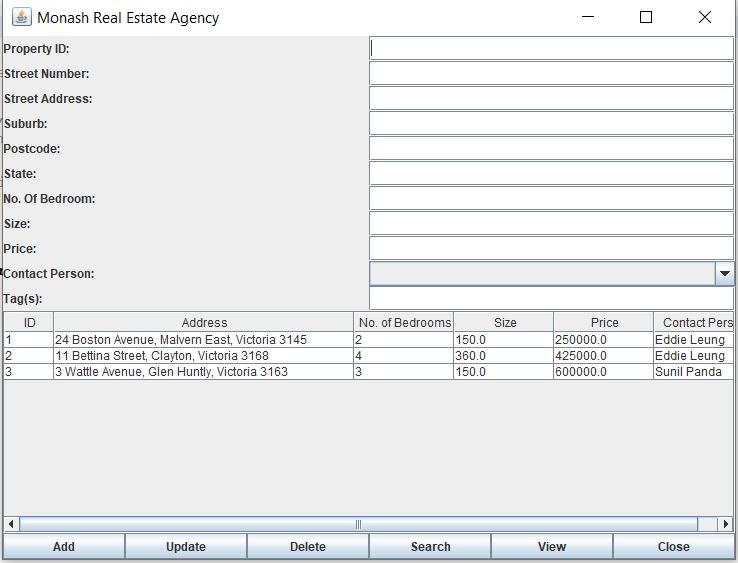 Monash Real Estate Agency
Property ID:
Street Number:
Street Address:
Suburb:
Postcode:
State:
No. Of Bedroom:
Size:
Price:
Contact Person:
Tag(s):
ID Address No. of Bedrooms Size Price Contact Pers
1 24 Boston Avenue, Malvern East, Victoria 3145 2 150.0 250000.0 Eddie Leung
2 11 Bettina Street, Clayton, Victoria 3168 4 360.0 425000.0 Eddie Leung
3 3 Wattle Avenue, Glen Huntly, Victoria 3163 3 150.0 600000.0 Sunil Panda
Add Update Delete Search View Close